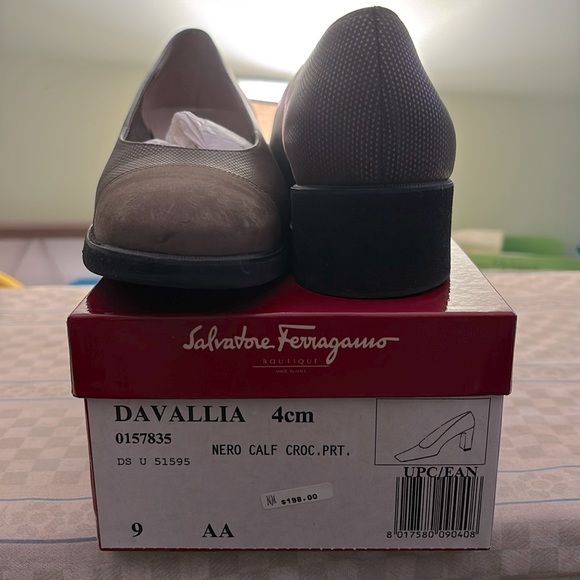 Salvatore Ferragamo
BOUTIQUE
DAVALLIA 4cm
0157835
DS U 51595
NERO CALF CROC.PRT.
UPC/EAN
$198.00
9 AA
8 017580 090408